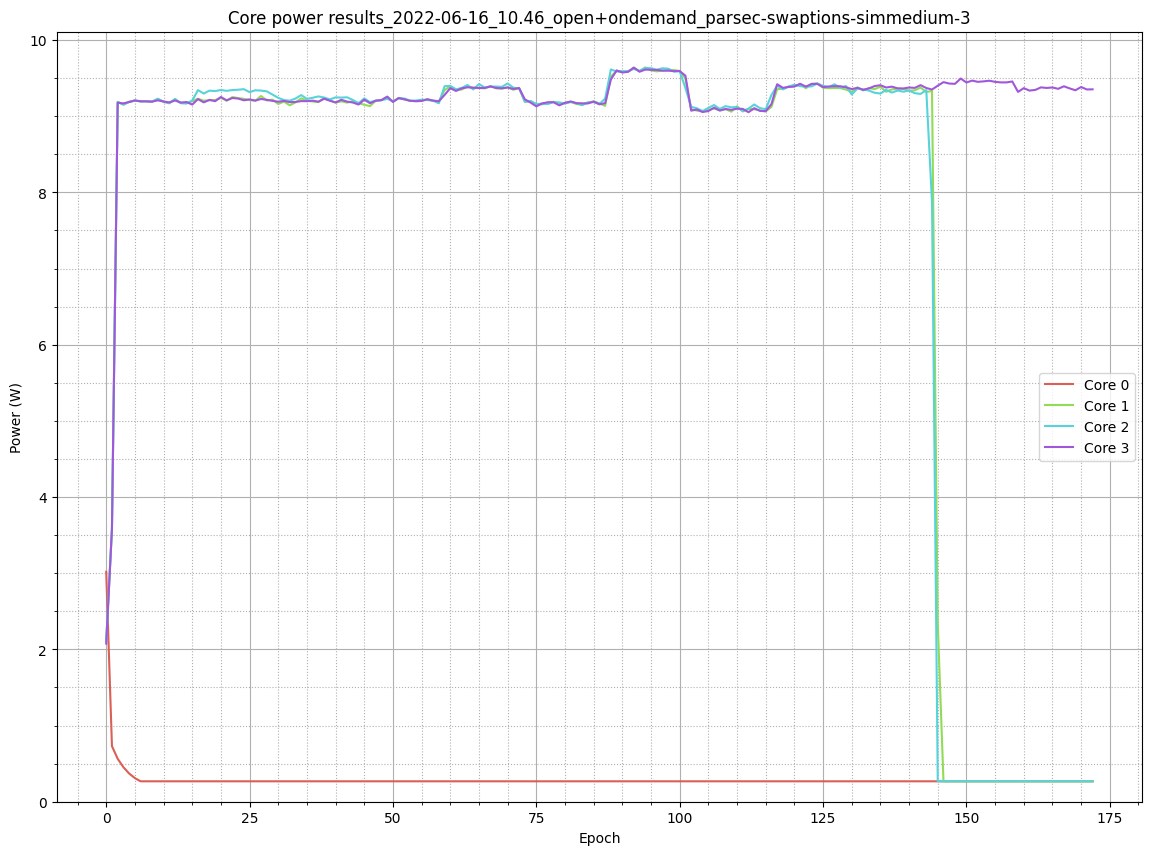 Core power results_2022-06-16_10.46_open+ondemand_parsec-swaptions-simmedium-3
10
8
6
4
2
0
Power (W)
Core 0
Core 1
Core 2
Core 3
0 25 50 75 100 125 150 175
Epoch